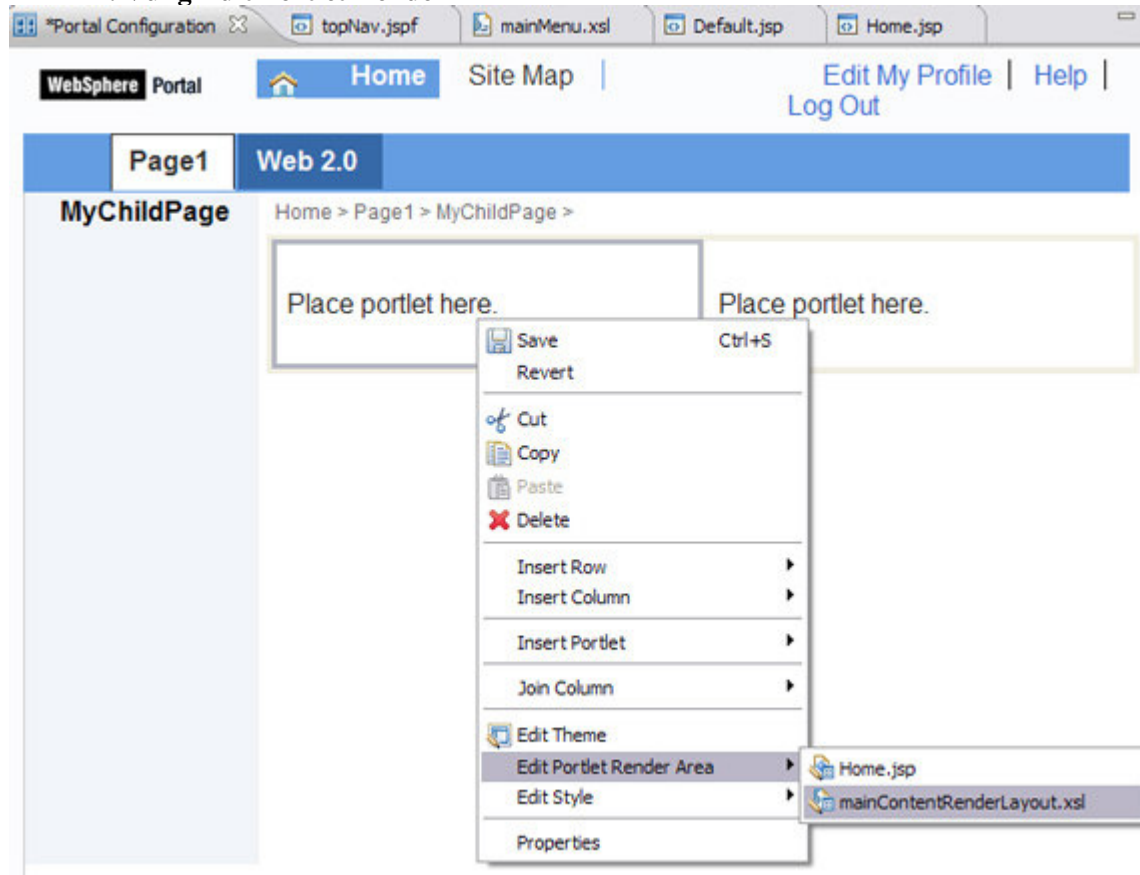 *Portal Configuration topNav.jspf mainMenu.xsl Default.jsp Home.jsp
WebSphere Portal Home Site Map | Edit My Profile | Help |
Log Out
Page1 Web 2.0
MyChildPage Home > Page1 > MyChildPage >
Place portlet here. Place portlet here.
Save Ctrl+S
Revert
Cut
Copy
Paste
Delete
Insert Row
Insert Column
Insert Portlet
Join Column
Edit Theme
Edit Portlet Render Area Home.jsp
Edit Style mainContentRenderLayout.xsl
Properties